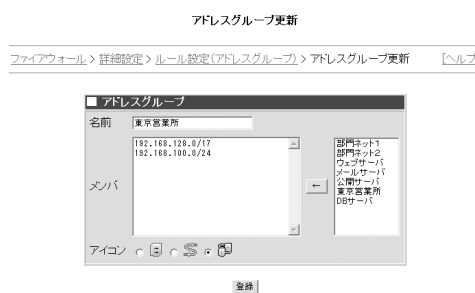 アドレスグループ更新
ファイアウォール > 詳細設定 > ルール設定(アドレスグループ) > アドレスグループ更新 [ヘルプ
■ アドレスグループ
名前 東京営業所
メンバ
192.168.128.0/17
192.168.100.0/24
←
部門ネット1
部門ネット2
ウェブサーバ
メールサーバ
公開サーバ
東京営業所
DBサーバ
アイコン
登録